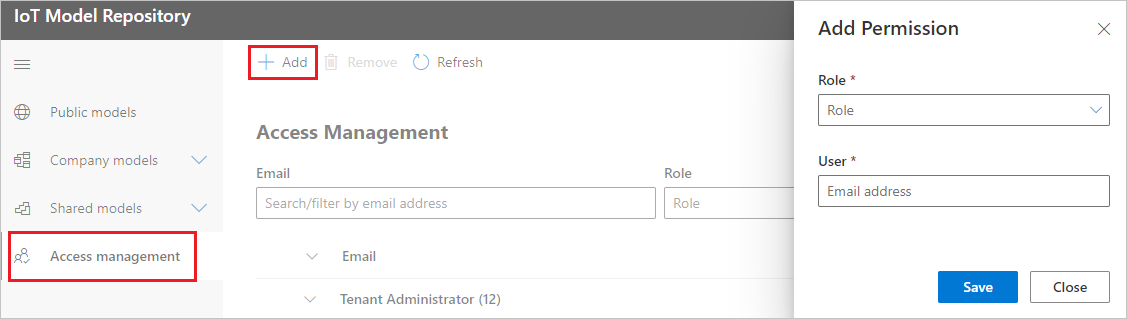 IoT Model Repository
Public models
Company models
Shared models
Access management
Add Remove Refresh
Access Management
Email Role
Search/filter by email address Role
Email
Tenant Administrator (12)
Add Permission
Role *
Role
User *
Email address
Save Close